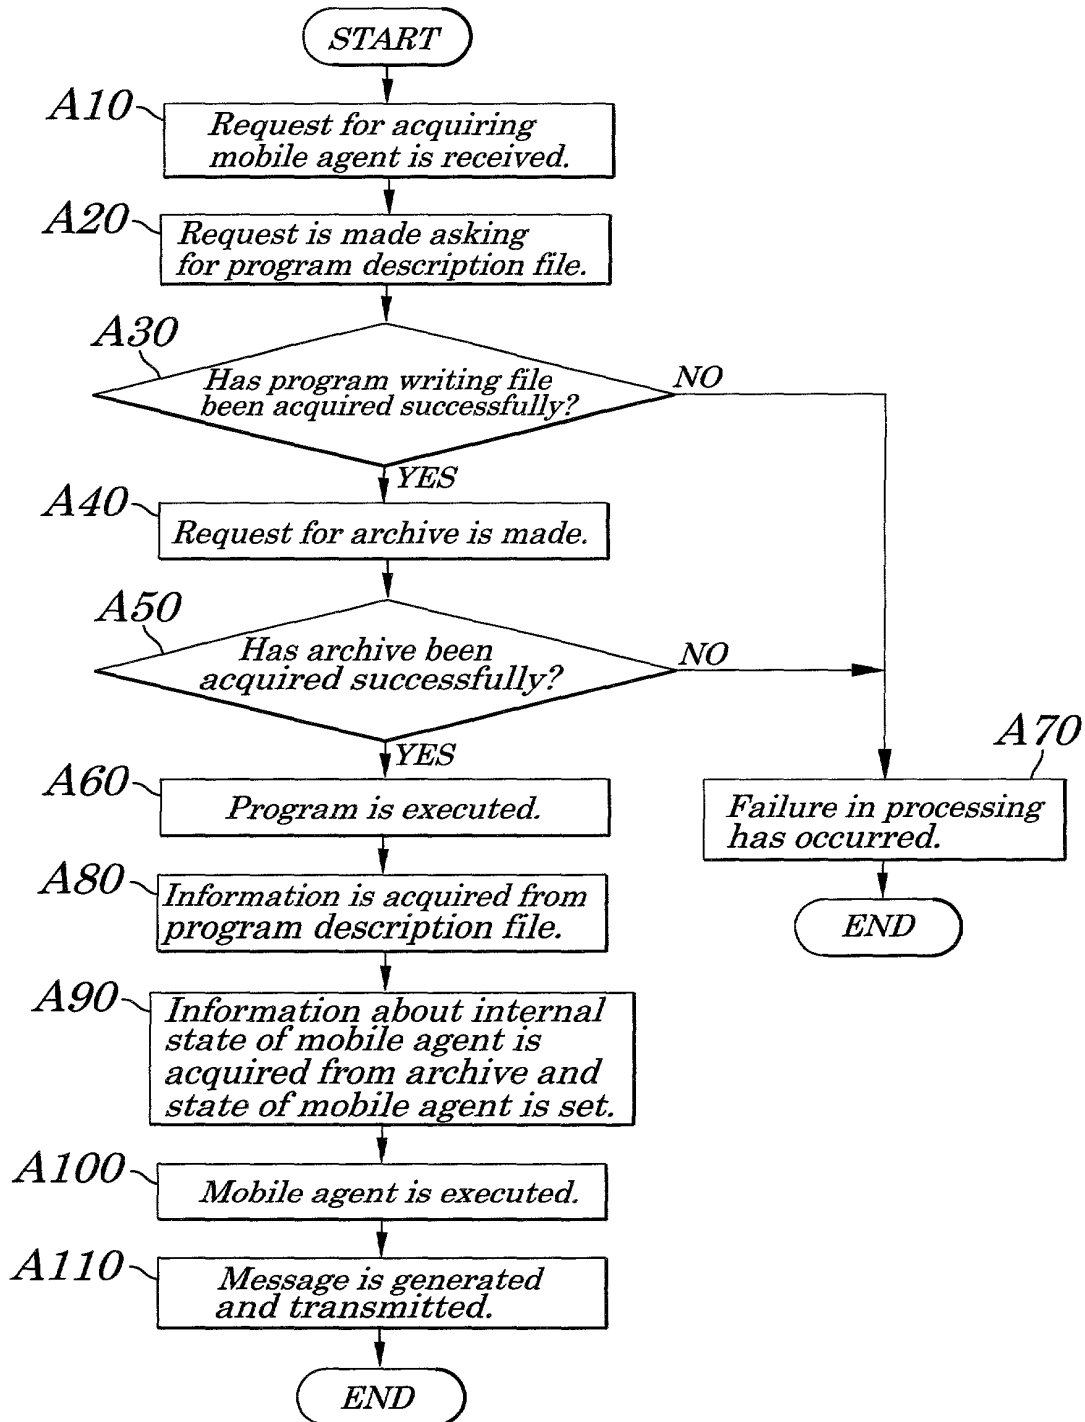 START
A10
Request for acquiring
mobile agent is received.
A20
Request is made asking
for program description file.
A30
Has program writing file
been acquired successfully?
NO
YES
A40
Request for archive is made.
A50
Has archive been
acquired successfully?
NO
YES
A60
Program is executed.
A70
Failure in processing
has occurred.
END
A80
Information is acquired from
program description file.
A90
Information about internal
state of mobile agent is
acquired from archive and
state of mobile agent is set.
A100
Mobile agent is executed.
A110
Message is generated
and transmitted.
END